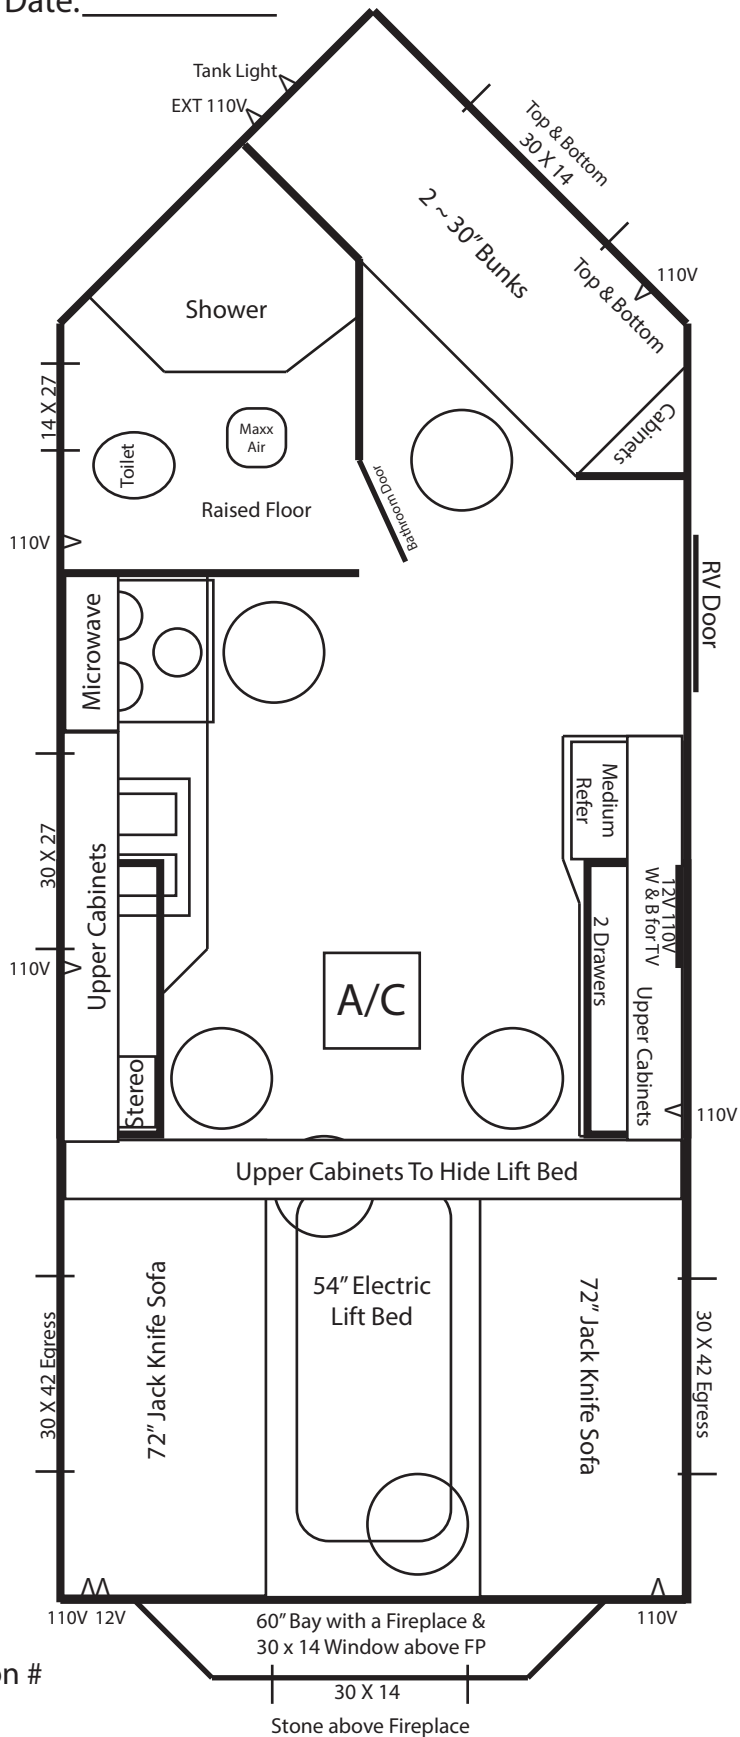 Date:
Tank Light
EXT 110V
Top & Bottom
30 X 14
2 ~ 30" Bunks
110V
Top & Bottom
Shower
Cabinets
14 X 27
Toilet
Maxx
Air
Bathroom Door
Raised Floor
110V
RV Door
Microwave
Medium
Refer
30 X 27
Upper Cabinets
12V 110V
W & B for TV
2 Drawers
110V
A/C
Upper Cabinets
Stereo
110V
Upper Cabinets To Hide Lift Bed
54" Electric
Lift Bed
72" Jack Knife Sofa
72" Jack Knife Sofa
30 X 42 Egress
30 X 42 Egress
110V 12V
60" Bay with a Fireplace &
30 x 14 Window above FP
110V
on #
30 X 14
Stone above Fireplace